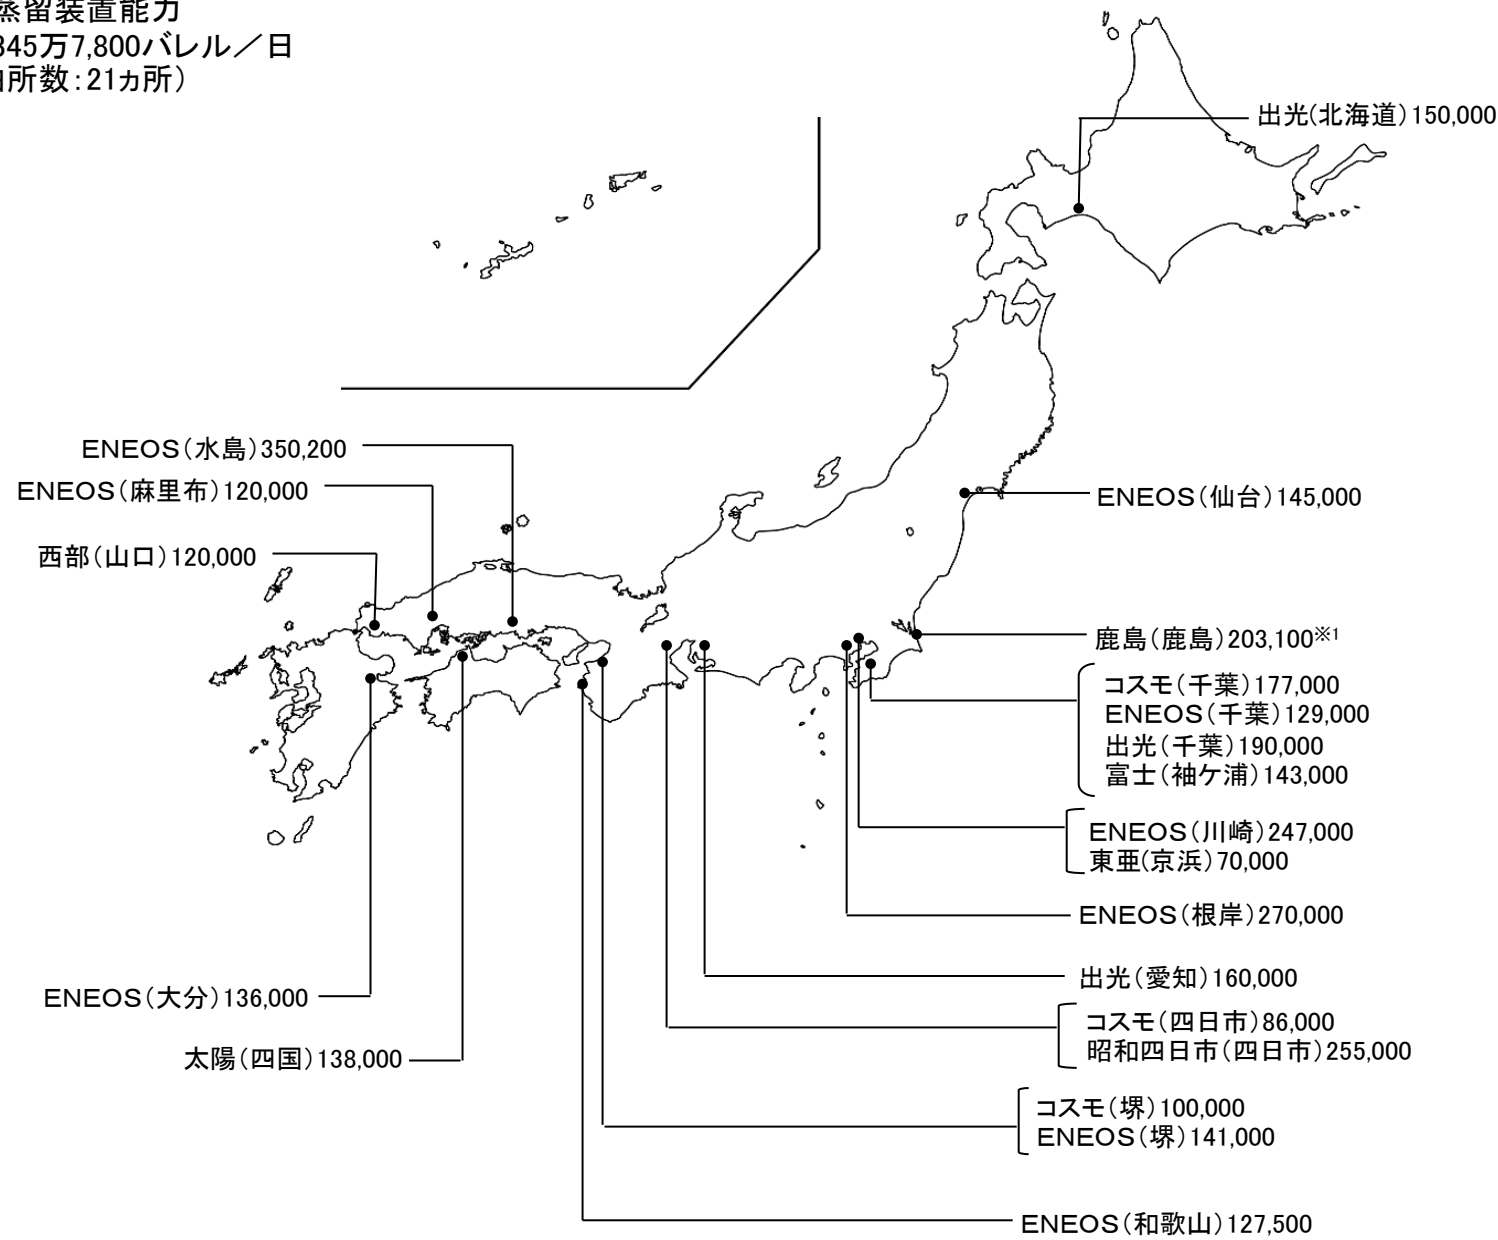 蒸留装置能力
345万7,800バレル／日
所数：21ヵ所）
出光（北海道）150,000
ENEOS（水島）350,200
ENEOS（麻里布）120,000
西部（山口）120,000
ENEOS（仙台）145,000
鹿島（鹿島）203,100※1
コスモ（千葉）177,000
ENEOS（千葉）129,000
出光（千葉）190,000
富士（袖ケ浦）143,000
ENEOS（川崎）247,000
東亜（京浜）70,000
ENEOS（根岸）270,000
出光（愛知）160,000
ENEOS（大分）136,000
コスモ（四日市）86,000
昭和四日市（四日市）255,000
太陽（四国）138,000
コスモ（堺）100,000
ENEOS（堺）141,000
ENEOS（和歌山）127,500